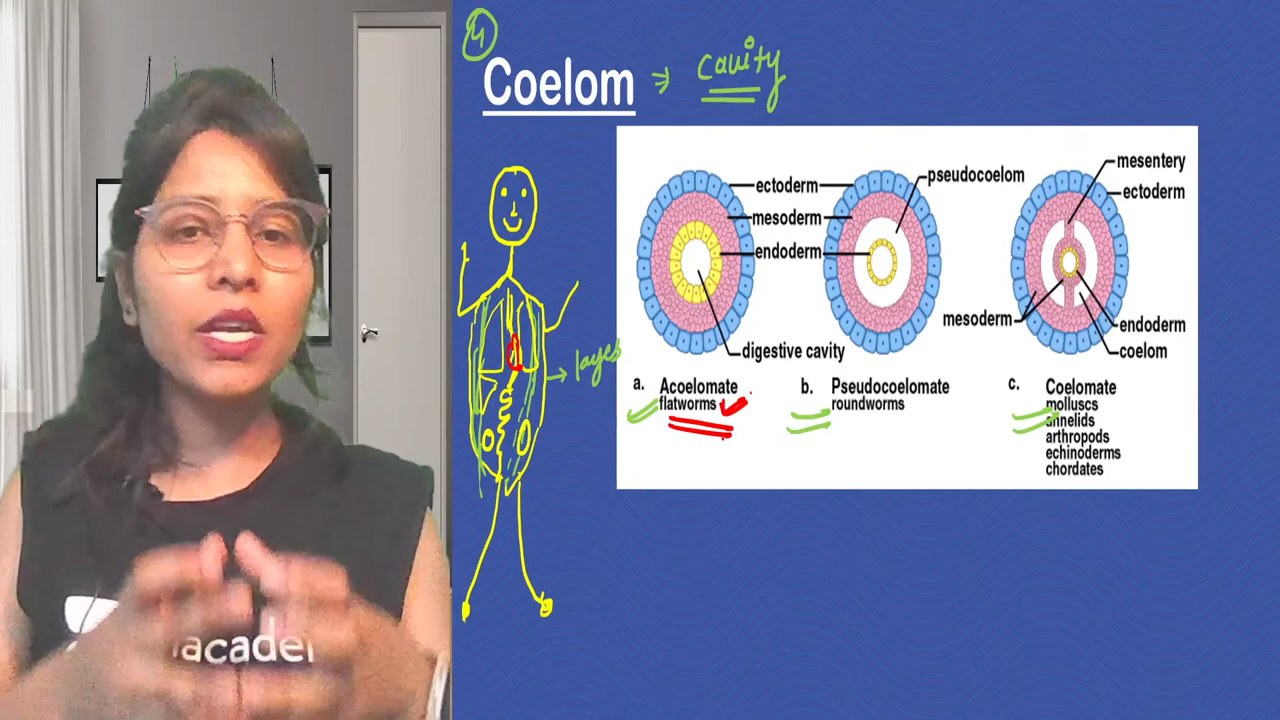 4
Coelom → cavity
mesentery
ectoderm
pseudocoelom
ectoderm
mesoderm
endoderm
mesoderm
endoderm
digestive cavity
coelom
layes
a. Acoelomate
flatworms
b. Pseudocoelomate
roundworms
c. Coelomate
molluscs
annelids
arthropods
echinoderms
chordates